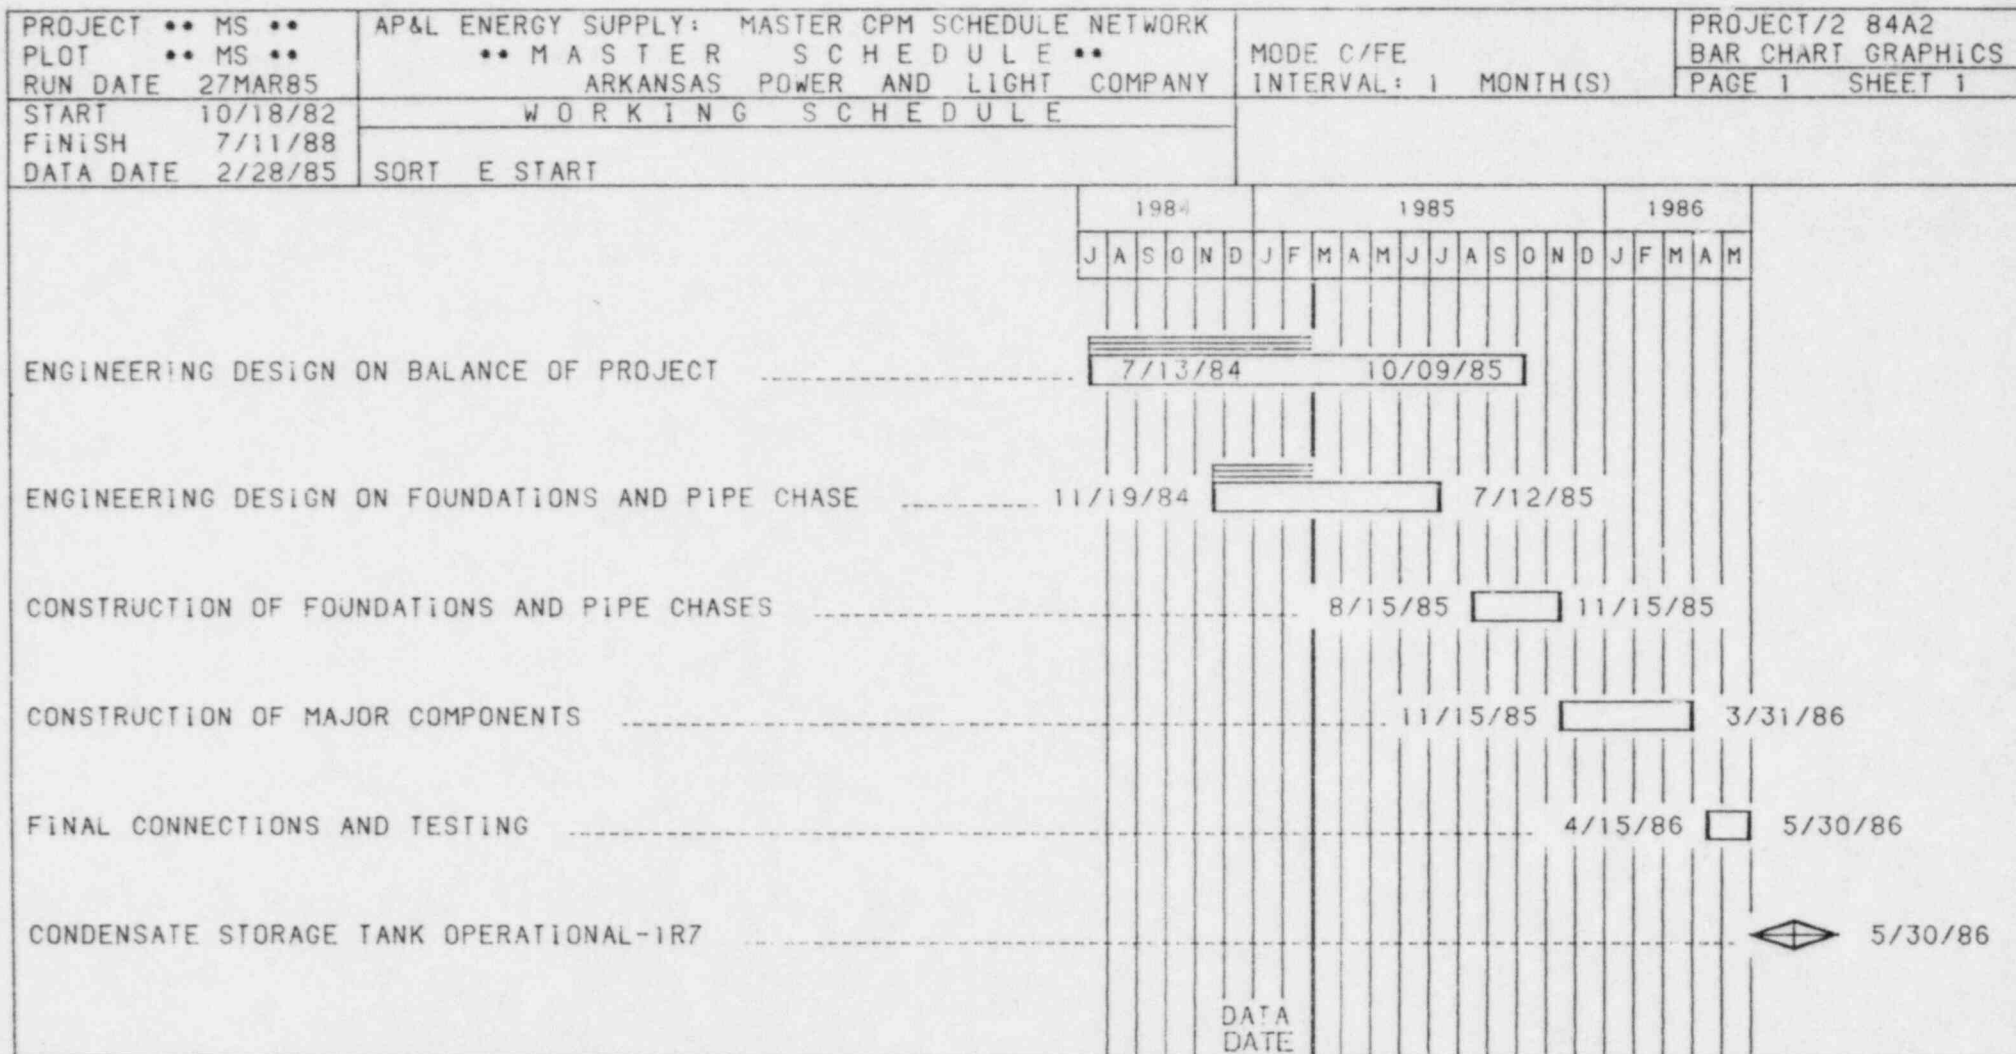 PROJECT •• MS ••
PLOT •• MS ••
RUN DATE 27MAR85
AP&L ENERGY SUPPLY: MASTER CPM SCHEDULE NETWORK
•• M A S T E R S C H E D U L E ••
ARKANSAS POWER AND LIGHT COMPANY
MODE C/FE
INTERVAL: 1 MONTH(S)
PROJECT/2 84A2
BAR CHART GRAPHICS
PAGE 1 SHEET 1
START 10/18/82
FINISH 7/11/88
DATA DATE 2/28/85
W O R K I N G S C H E D U L E
SORT E START
1984 1985 1986
J A S O N D J F M A M J J A S O N D J F M A M
ENGINEERING DESIGN ON BALANCE OF PROJECT 7/13/84 10/09/85
ENGINEERING DESIGN ON FOUNDATIONS AND PIPE CHASE 11/19/84 7/12/85
CONSTRUCTION OF FOUNDATIONS AND PIPE CHASES 8/15/85 11/15/85
CONSTRUCTION OF MAJOR COMPONENTS 11/15/85 3/31/86
FINAL CONNECTIONS AND TESTING 4/15/86 5/30/86
CONDENSATE STORAGE TANK OPERATIONAL-1R7 5/30/86
DATA
DATE